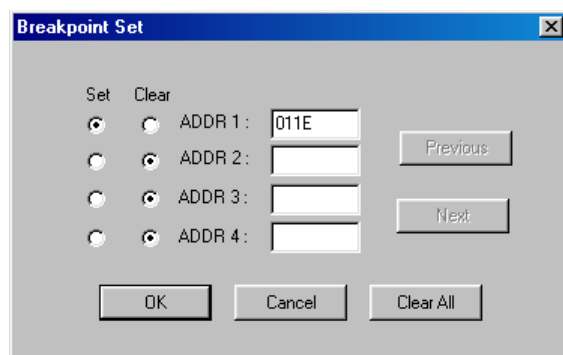 Breakpoint Set
Set Clear
ADDR 1 : 011E
ADDR 2 :
ADDR 3 :
ADDR 4 :
Previous
Next
OK Cancel Clear All